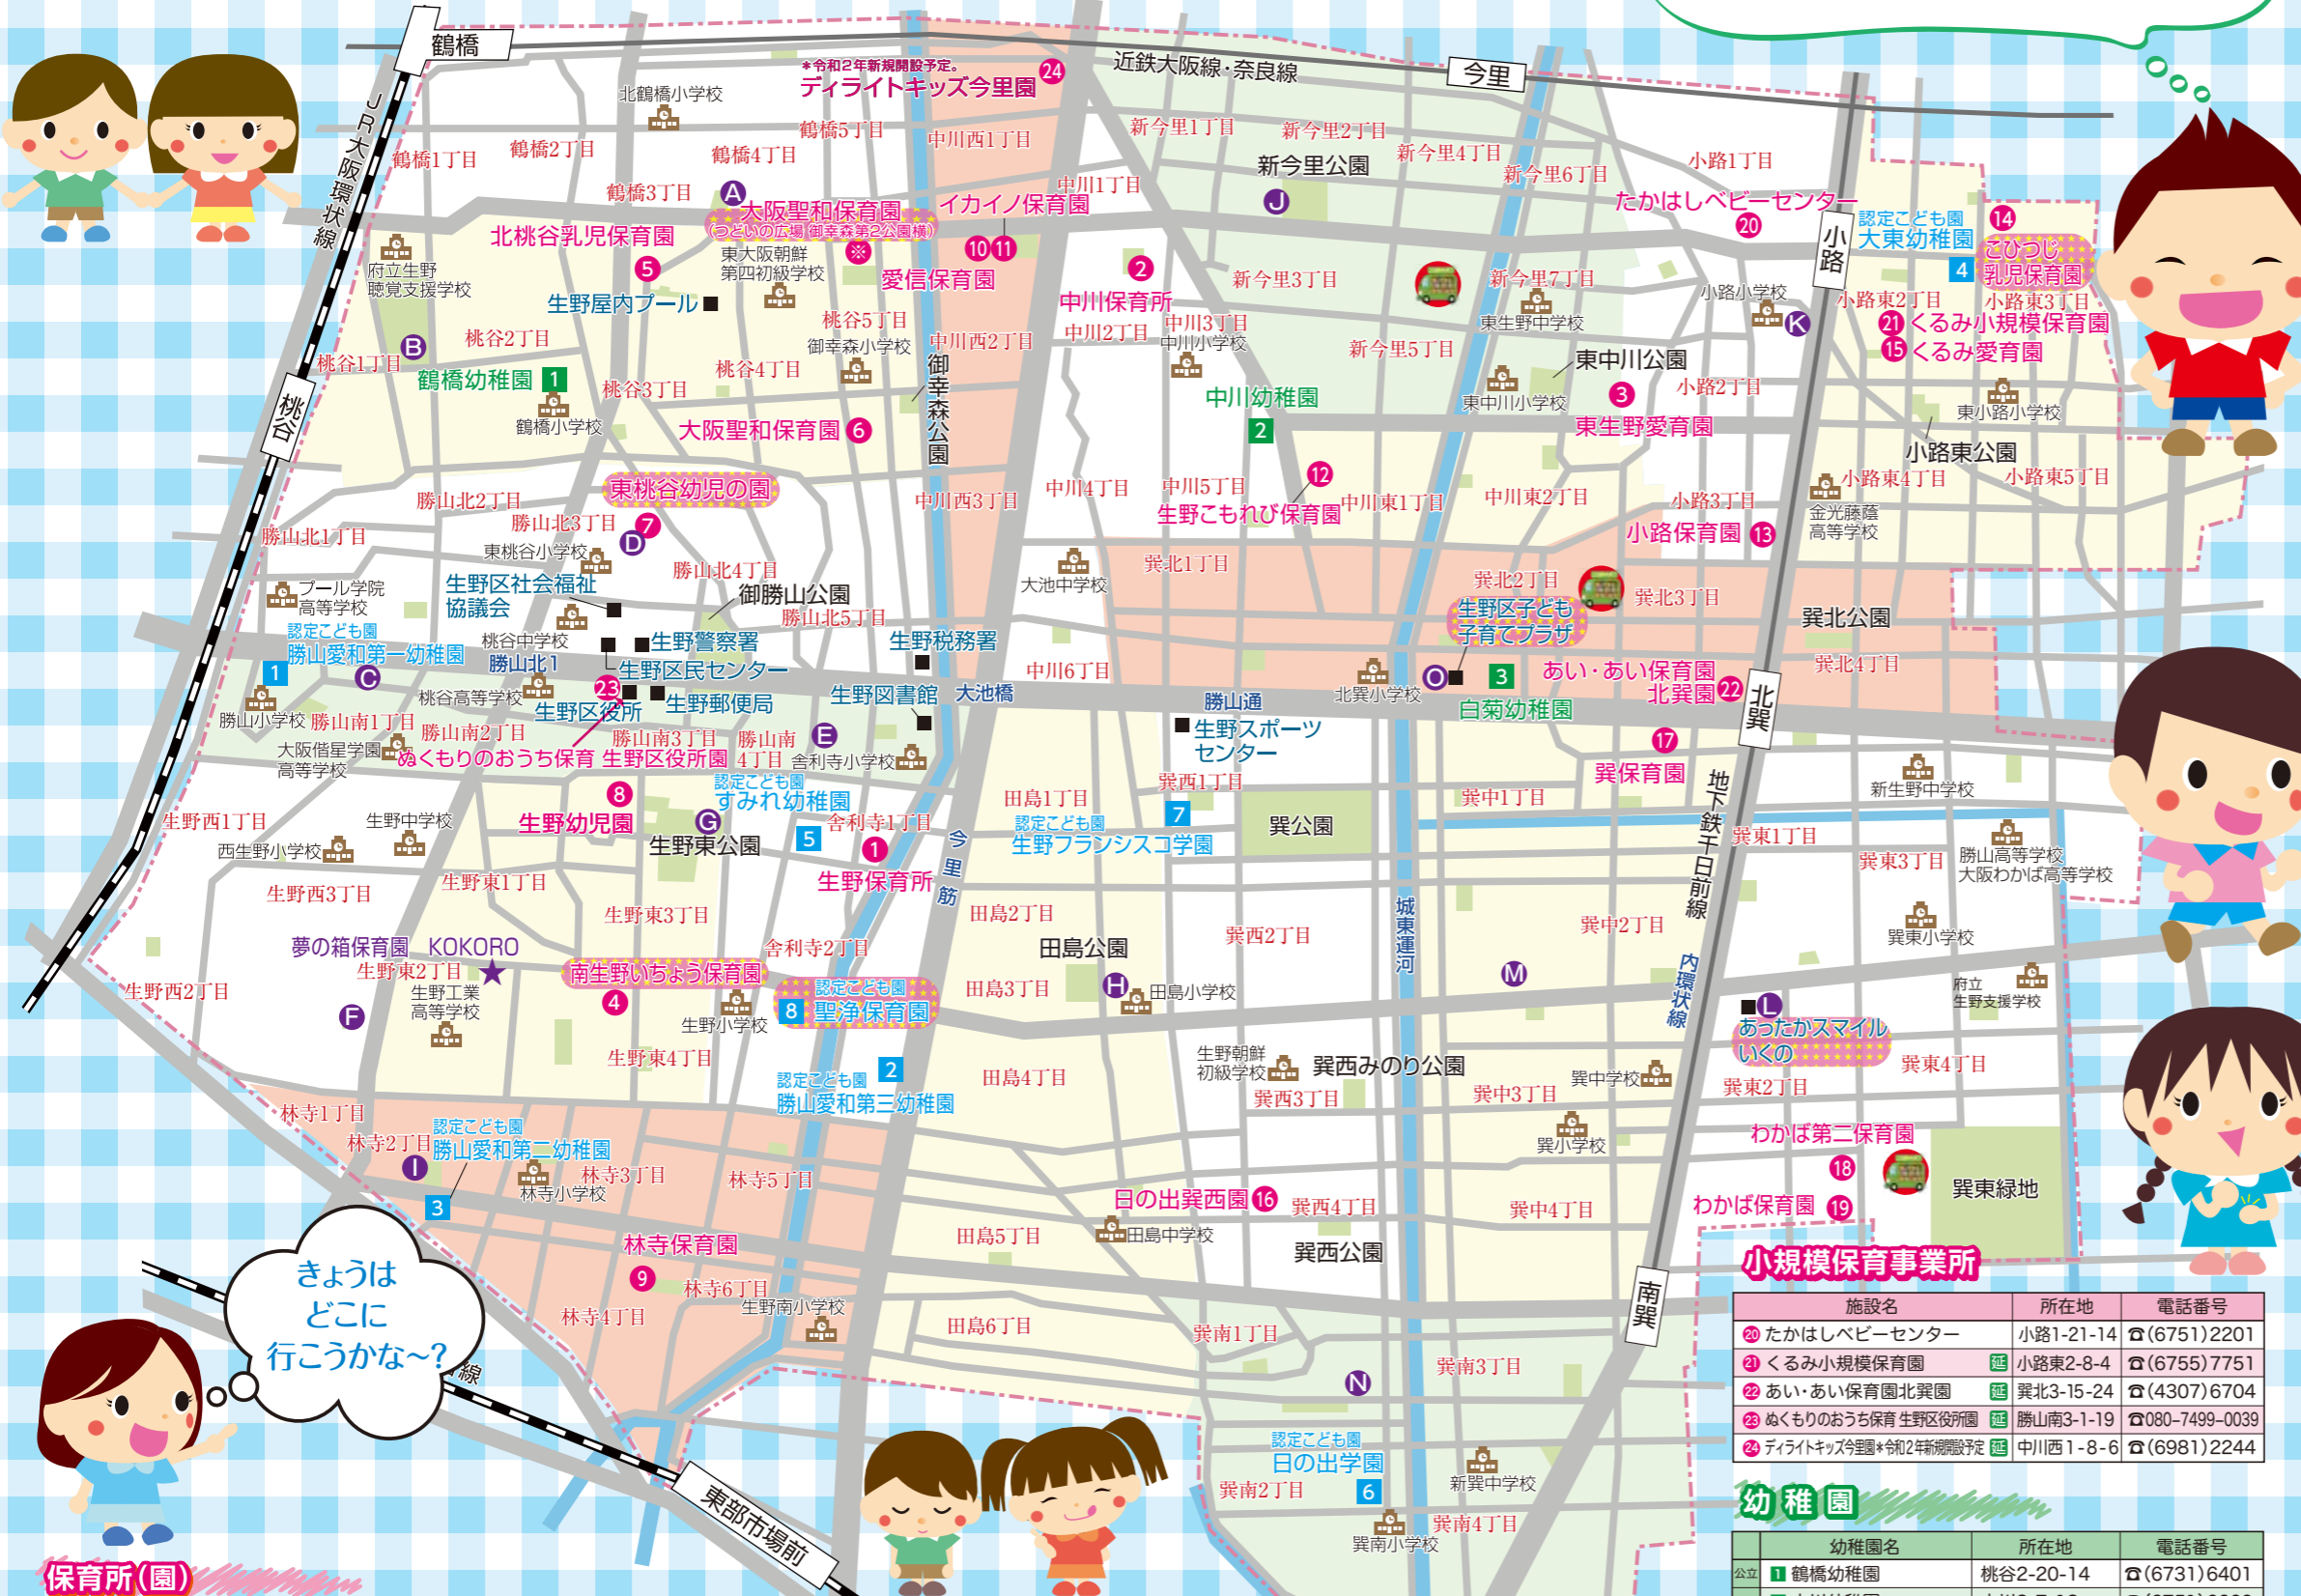 鶴橋
近鉄大阪線・奈良線
今里
JR大阪環状線
*令和2年新規開設予定。
ディライトキッズ今里園 24
北鶴橋小学校
鶴橋5丁目
中川西1丁目
新今里1丁目
新今里2丁目
新今里4丁目
新今里6丁目
小路1丁目
鶴橋1丁目
鶴橋2丁目
鶴橋4丁目
新今里公園
J
鶴橋3丁目
A
中川1丁目
大阪聖和保育園
(つどいの広場 御幸森第2公園横)
※
イカイノ保育園
10 11
愛信保育園
たかはしベビーセンター
20
小路
認定こども園
大東幼稚園
4
14
こひつじ
乳児保育園
北桃谷乳児保育園
5
東大阪朝鮮
第四初級学校
府立生野
聴覚支援学校
生野屋内プール
2
中川保育所
新今里3丁目
新今里7丁目
東生野中学校
小路小学校
K
小路東2丁目
小路東3丁目
21 くるみ小規模保育園
15 くるみ愛育園
桃谷5丁目
御幸森小学校
中川西2丁目
中川2丁目
中川3丁目
中川小学校
新今里5丁目
B
桃谷1丁目
桃谷2丁目
鶴橋幼稚園 1
鶴橋小学校
桃谷
桃谷3丁目
桃谷4丁目
御幸森公園
中川幼稚園
2
東中川公園
東中川小学校
3
東生野愛育園
小路2丁目
東小路小学校
小路東公園
大阪聖和保育園 6
東桃谷幼児の園
7
D
勝山北2丁目
勝山北3丁目
勝山北1丁目
東桃谷小学校
勝山北4丁目
中川西3丁目
中川4丁目
中川5丁目
12
生野こもれび保育園
中川東1丁目
中川東2丁目
小路3丁目
小路保育園 13
小路東4丁目
小路東5丁目
金光藤蔭
高等学校
大池中学校
巽北1丁目
巽北2丁目
巽北3丁目
巽北公園
巽北4丁目
プール学院
高等学校
生野区社会福祉
協議会
御勝山公園
勝山北5丁目
桃谷中学校
勝山北1
生野警察署
生野区民センター
生野税務署
認定こども園
勝山愛和第一幼稚園
1
C
勝山小学校
桃谷高等学校
23
生野区役所
生野郵便局
生野図書館
大池橋
中川6丁目
勝山通
北巽小学校
O
生野区子ども
子育てプラザ
3
白菊幼稚園
あい・あい保育園
北巽園 22
北巽
生野スポーツ
センター
勝山南1丁目
勝山南2丁目
勝山南3丁目
勝山南
4丁目
E
舎利寺小学校
大阪偕星学園
高等学校
ぬくもりのおうち保育 生野区役所園
17
巽保育園
地下鉄千日前線
新生野中学校
8
生野幼児園
認定こども園
すみれ幼稚園
5
G
生野東公園
舎利寺1丁目
1
生野保育所
今里筋
田島1丁目
巽西1丁目
認定こども園
生野フランシスコ学園
7
巽公園
巽中1丁目
巽東1丁目
巽東3丁目
勝山高等学校
大阪わかば高等学校
生野西1丁目
生野中学校
西生野小学校
生野西3丁目
生野東1丁目
生野東3丁目
舎利寺2丁目
田島2丁目
田島公園
巽西2丁目
城東運河
巽中2丁目
巽東小学校
内環状線
夢の箱保育園 KOKORO
★
生野東2丁目
生野工業
高等学校
生野西2丁目
F
南生野いちょう保育園
4
生野小学校
認定こども園
8 聖浄保育園
田島3丁目
H
田島小学校
M
府立
生野支援学校
L
あったかスマイル
いくの
生野東4丁目
認定こども園
2
勝山愛和第三幼稚園
田島4丁目
生野朝鮮
初級学校
巽西みのり公園
巽西3丁目
巽中3丁目
巽中学校
巽小学校
巽東2丁目
巽東4丁目
林寺1丁目
林寺2丁目
認定こども園
勝山愛和第二幼稚園
I
3
林寺小学校
林寺3丁目
林寺5丁目
日の出巽西園 16
田島中学校
田島5丁目
巽西4丁目
巽西公園
巽中4丁目
わかば第二保育園
18
わかば保育園 19
巽東緑地
林寺保育園
9
林寺4丁目
林寺6丁目
生野南小学校
田島6丁目
巽南1丁目
巽南3丁目
南巽
N
認定こども園
日の出学園
6
巽南2丁目
新巽中学校
巽南小学校
巽南4丁目
きょうは
どこに
行こうかな〜?
線
東部市場前
保育所(園)
小規模保育事業所
施設名 所在地 電話番号
20 たかはしベビーセンター 小路1-21-14 ☎(6751)2201
21 くるみ小規模保育園 延 小路東2-8-4 ☎(6755)7751
22 あい・あい保育園北巽園 延 巽北3-15-24 ☎(4307)6704
23 ぬくもりのおうち保育 生野区役所園 延 勝山南3-1-19 ☎080-7499-0039
24 ディライトキッズ今里園*令和2年新規開設予定 延 中川西1-8-6 ☎(6981)2244
幼稚園
幼稚園名 所在地 電話番号
公立 1 鶴橋幼稚園 桃谷2-20-14 ☎(6731)6401